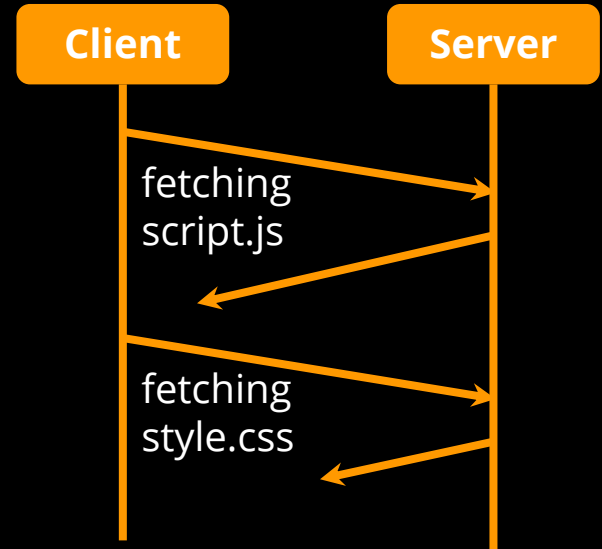 Client
Server
fetching
script.js
fetching
style.css